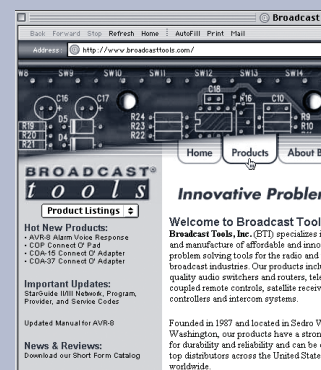 Broadcast
Back Forward Stop Refresh Home AutoFill Print Mail
Address: http://www.broadcasttools.com/
W8 SW9 SW10 SW11 SW12 SW13 SW14
C16 C17 C18 R16 C10
D5 R24 R23 R22 R9 R10
R19 R20 R21 D4
Home Products About B
BROADCAST®
tools
Product Listings
Hot New Products:
• AVR-8 Alarm Voice Response
• COP Connect O' Pad
• COA-15 Connect O' Adapter
• COA-37 Connect O' Adapter
Important Updates:
StarGuide II/III Network, Program,
Provider, and Service Codes
Updated Manual for AVR-8
News & Reviews:
Download our Short Form Catalog
Innovative Proble
Welcome to Broadcast Tool
Broadcast Tools, Inc. (BTI) specializes i
and manufacture of affordable and inno
problem solving tools for the radio and
broadcast industries. Our products inclu
quality audio switchers and routers, tele
coupled remote controls, satellite receiv
controllers and intercom systems.
Founded in 1987 and located in Sedro W
Washington, our products have a stron
for durability and reliability and can be
top distributors across the United State
worldwide.